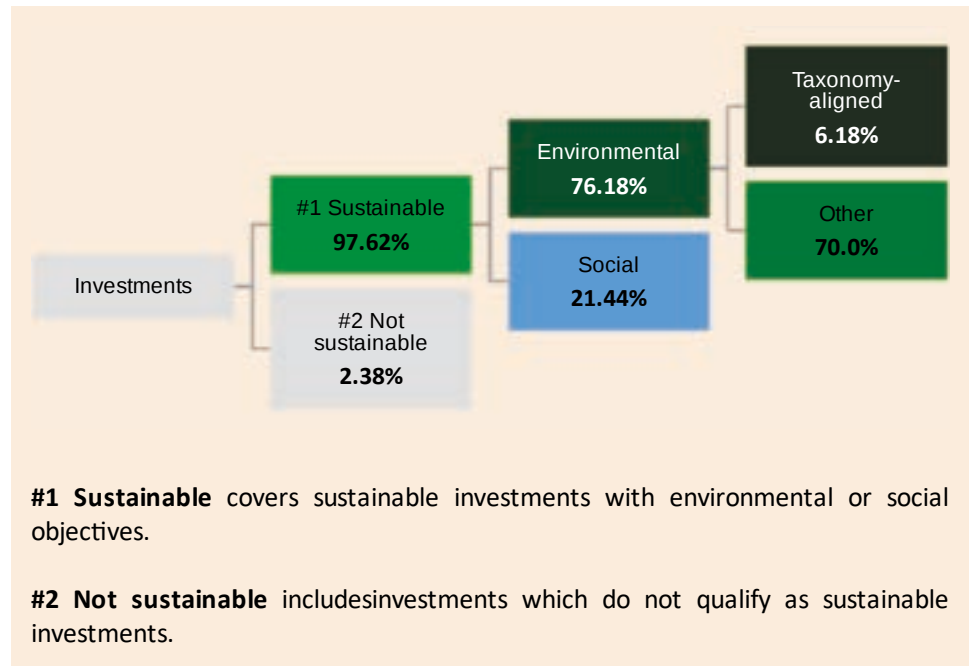 Investments
#1 Sustainable
97.62%
#2 Not
sustainable
2.38%
Environmental
76.18%
Social
21.44%
Taxonomy-
aligned
6.18%
Other
70.0%
#1 Sustainable covers sustainable investments with environmental or social
objectives.
#2 Not sustainable includesinvestments which do not qualify as sustainable
investments.